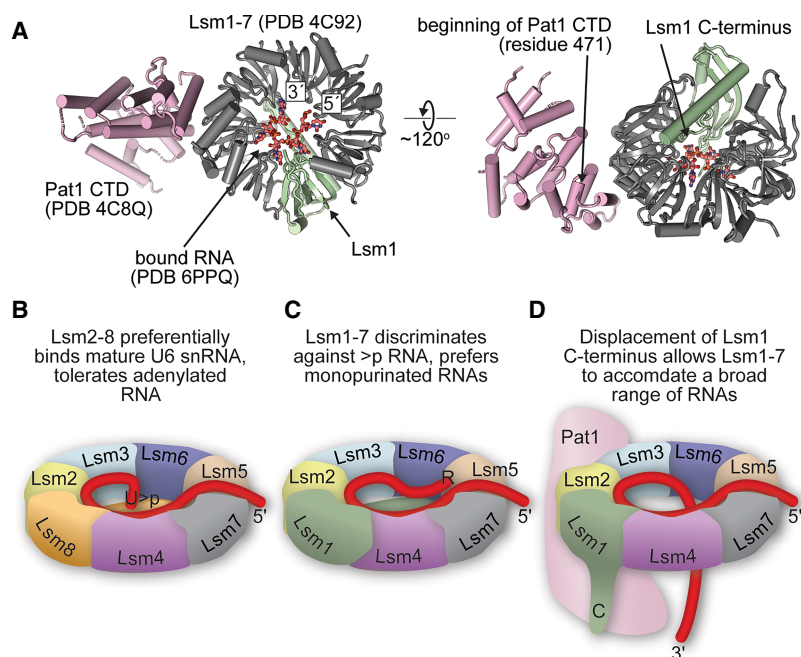 A
Lsm1-7 (PDB 4C92)
3´
5´
Pat1 CTD
(PDB 4C8Q)
bound RNA
(PDB 6PPQ)
Lsm1
~120°
beginning of Pat1 CTD
(residue 471)
Lsm1 C-terminus
B
Lsm2-8 preferentially
binds mature U6 snRNA,
tolerates adenylated
RNA
Lsm3
Lsm6
Lsm2
Lsm5
U>p
Lsm8
Lsm4
Lsm7
5'
C
Lsm1-7 discriminates
against >p RNA, prefers
monopurinated RNAs
Lsm3
Lsm6
Lsm2
R
Lsm5
Lsm1
Lsm4
Lsm7
5'
D
Displacement of Lsm1
C-terminus allows Lsm1-7
to accomdate a broad
range of RNAs
Pat1
Lsm3
Lsm6
Lsm2
Lsm5
Lsm1
Lsm4
Lsm7
5'
C
3'